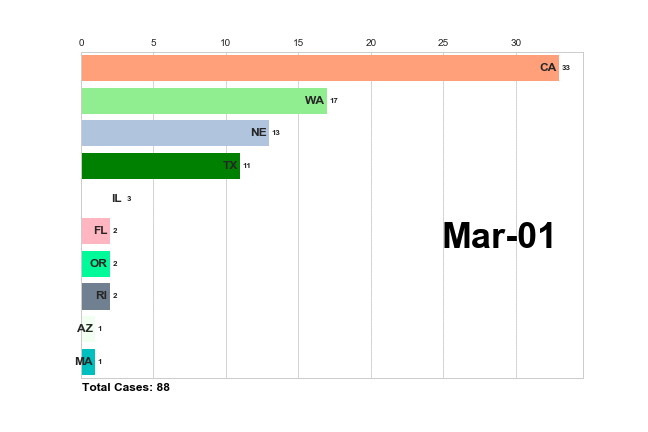 0 5 10 15 20 25 30
CA 33
WA 17
NE 13
TX 11
IL 3
FL 2
Mar-01
OR 2
RI 2
AZ 1
MA 1
Total Cases: 88